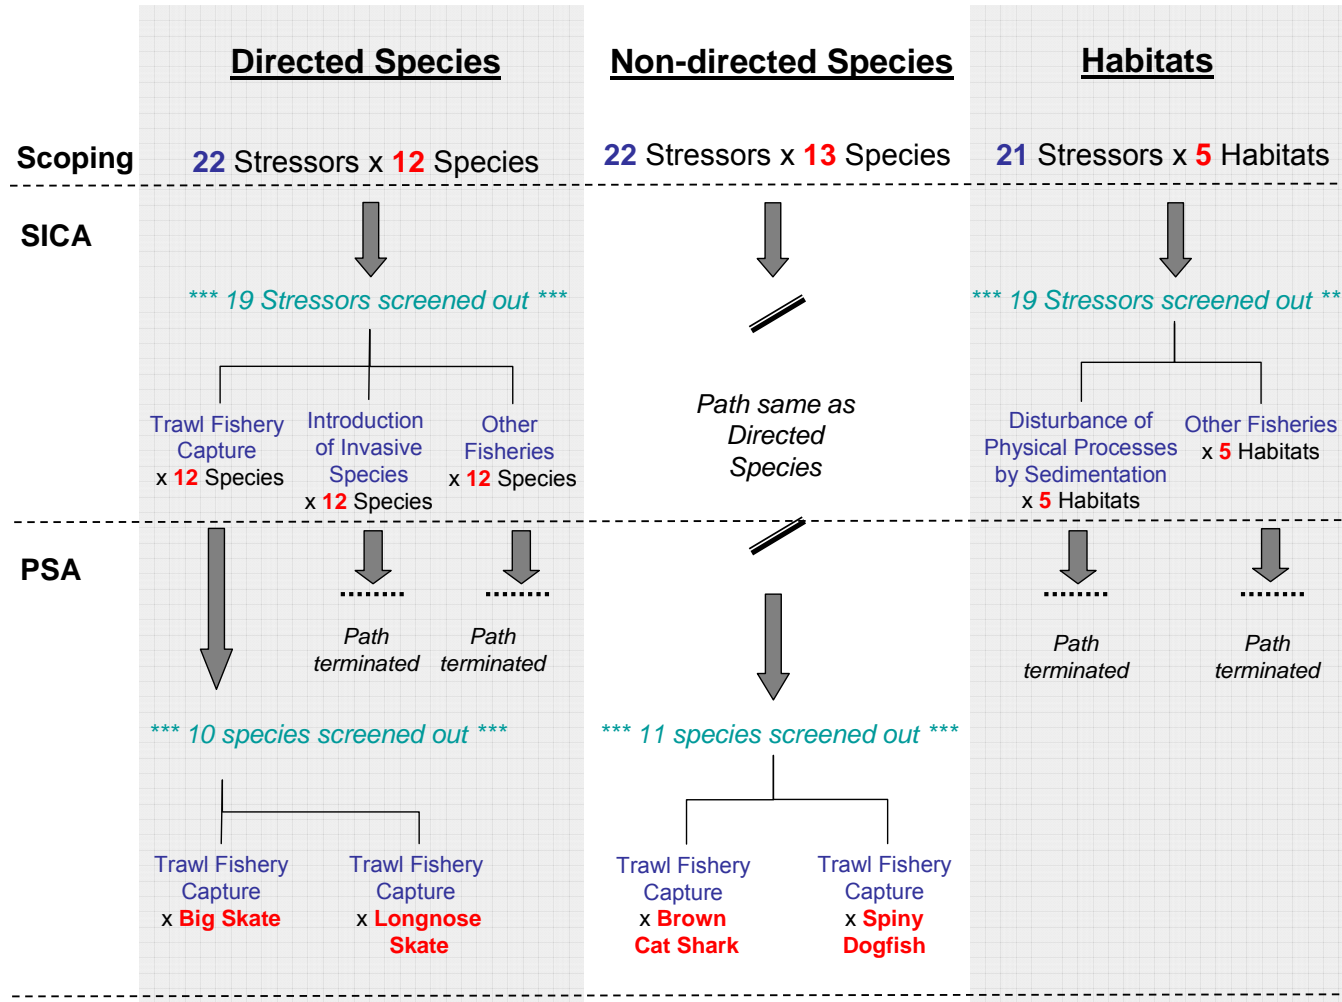 Directed Species
Non-directed Species
Habitats
Scoping
22 Stressors x 12 Species
22 Stressors x 13 Species
21 Stressors x 5 Habitats
SICA
*** 19 Stressors screened out ***
*** 19 Stressors screened out **
Trawl Fishery
Capture
x 12 Species
Introduction
of Invasive
Species
x 12 Species
Other
Fisheries
x 12 Species
Path same as
Directed
Species
Disturbance of
Physical Processes
by Sedimentation
x 5 Habitats
Other Fisheries
x 5 Habitats
PSA
Path
terminated
Path
terminated
Path
terminated
Path
terminated
*** 10 species screened out ***
*** 11 species screened out ***
Trawl Fishery
Capture
x Big Skate
Trawl Fishery
Capture
x Longnose
Skate
Trawl Fishery
Capture
x Brown
Cat Shark
Trawl Fishery
Capture
x Spiny
Dogfish